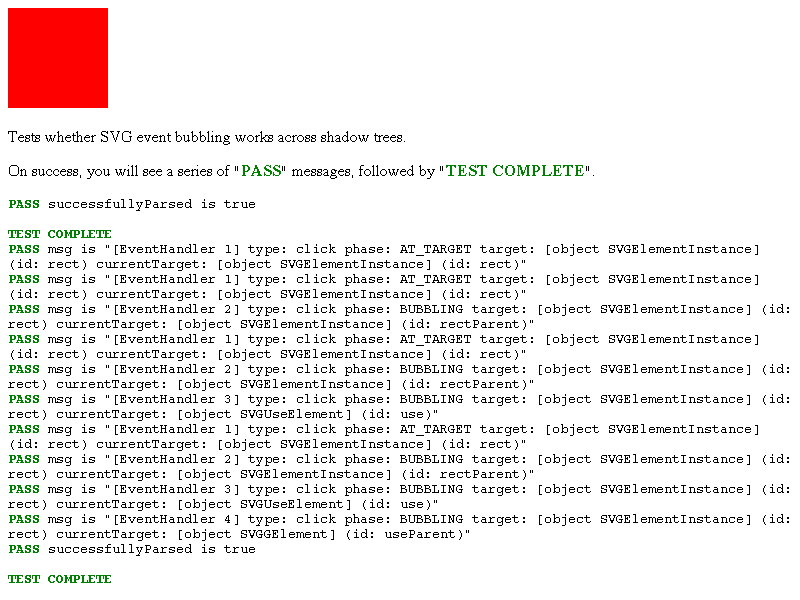 Tests whether SVG event bubbling works across shadow trees.
On success, you will see a series of "PASS" messages, followed by "TEST COMPLETE".
PASS successfullyParsed is true
TEST COMPLETE
PASS msg is "[EventHandler 1] type: click phase: AT_TARGET target: [object SVGElementInstance]
(id: rect) currentTarget: [object SVGElementInstance] (id: rect)"
PASS msg is "[EventHandler 1] type: click phase: AT_TARGET target: [object SVGElementInstance]
(id: rect) currentTarget: [object SVGElementInstance] (id: rect)"
PASS msg is "[EventHandler 2] type: click phase: BUBBLING target: [object SVGElementInstance] (id:
rect) currentTarget: [object SVGElementInstance] (id: rectParent)"
PASS msg is "[EventHandler 1] type: click phase: AT_TARGET target: [object SVGElementInstance]
(id: rect) currentTarget: [object SVGElementInstance] (id: rect)"
PASS msg is "[EventHandler 2] type: click phase: BUBBLING target: [object SVGElementInstance] (id:
rect) currentTarget: [object SVGElementInstance] (id: rectParent)"
PASS msg is "[EventHandler 3] type: click phase: BUBBLING target: [object SVGElementInstance] (id:
rect) currentTarget: [object SVGUseElement] (id: use)"
PASS msg is "[EventHandler 1] type: click phase: AT_TARGET target: [object SVGElementInstance]
(id: rect) currentTarget: [object SVGElementInstance] (id: rect)"
PASS msg is "[EventHandler 2] type: click phase: BUBBLING target: [object SVGElementInstance] (id:
rect) currentTarget: [object SVGElementInstance] (id: rectParent)"
PASS msg is "[EventHandler 3] type: click phase: BUBBLING target: [object SVGElementInstance] (id:
rect) currentTarget: [object SVGUseElement] (id: use)"
PASS msg is "[EventHandler 4] type: click phase: BUBBLING target: [object SVGElementInstance] (id:
rect) currentTarget: [object SVGGElement] (id: useParent)"
PASS successfullyParsed is true
TEST COMPLETE